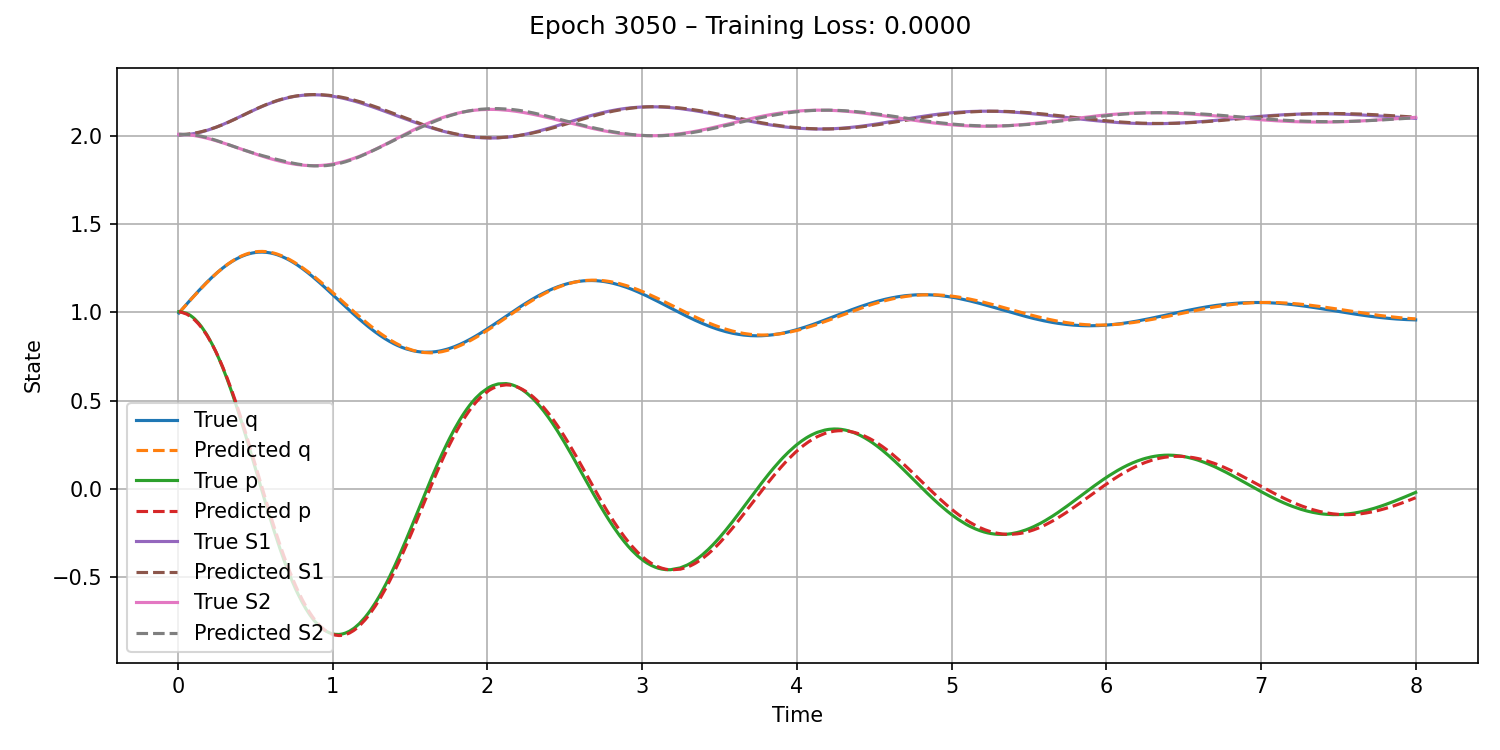 Epoch 3050 – Training Loss: 0.0000
2.0
1.5
1.0
0.5
0.0
−0.5
State
True q
Predicted q
True p
Predicted p
True S1
Predicted S1
True S2
Predicted S2
0 1 2 3 4 5 6 7 8
Time